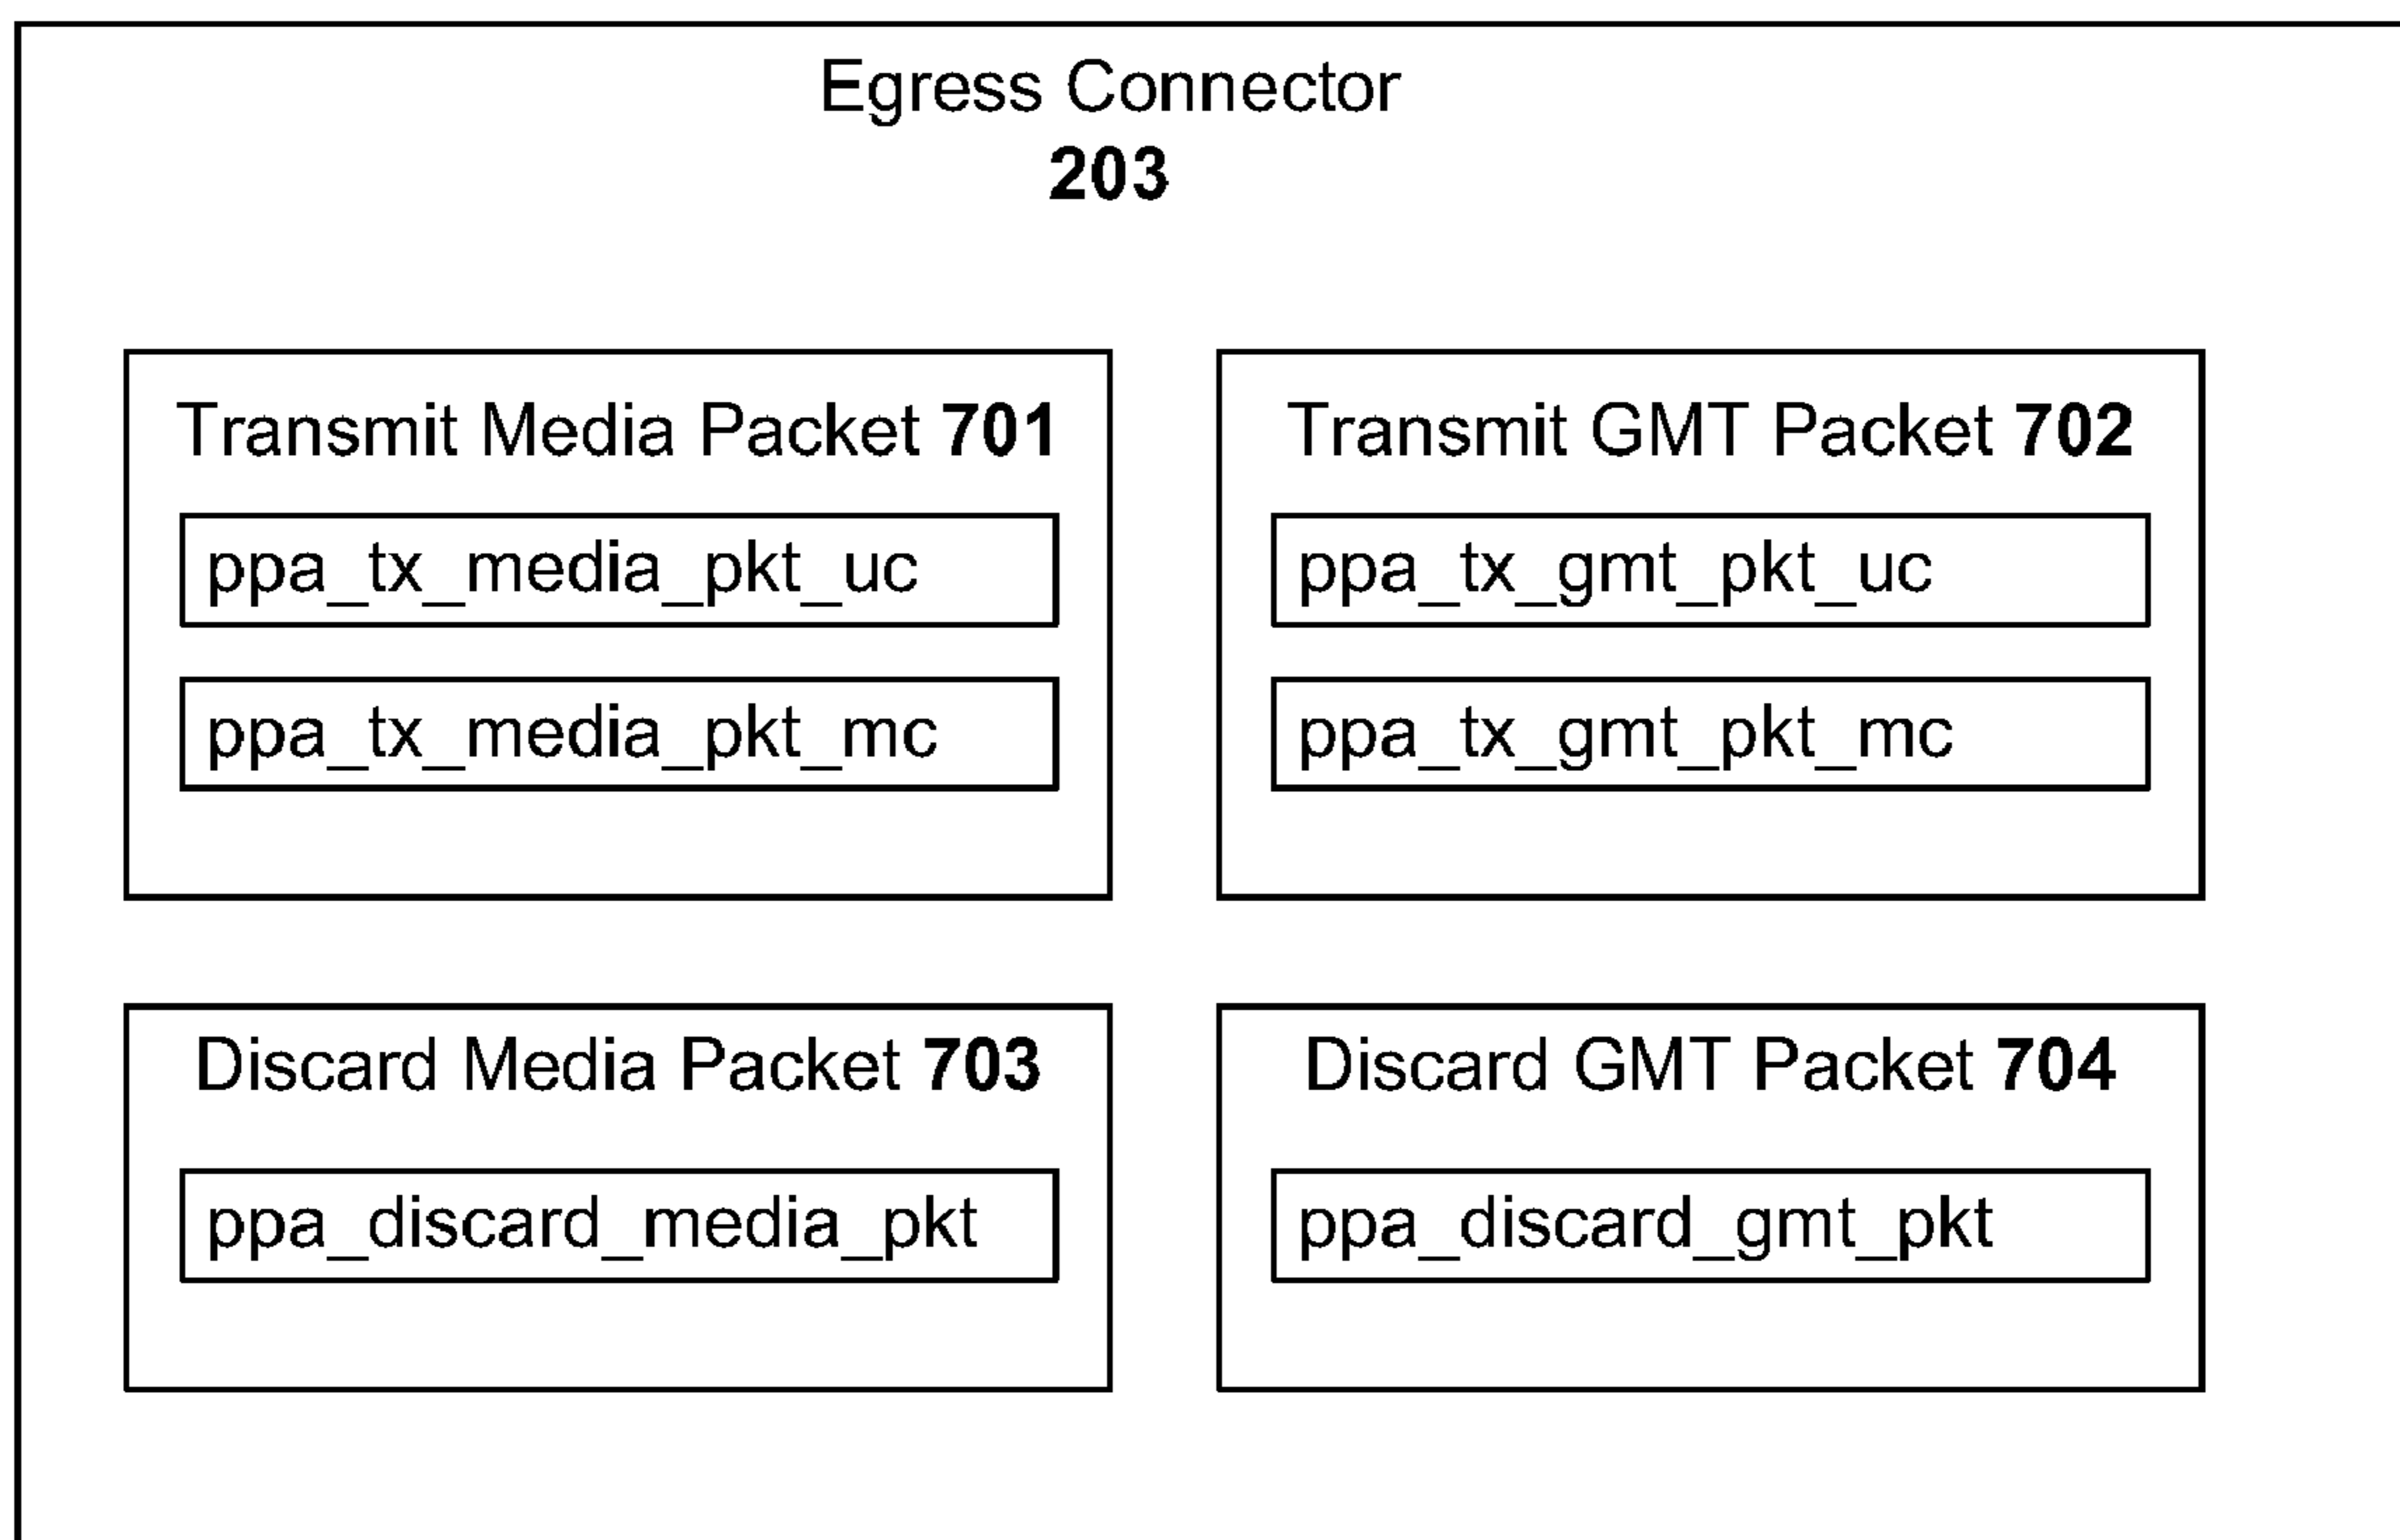 Egress Connector
203
Transmit Media Packet 701
ppa_tx_media_pkt_uc
ppa_tx_media_pkt_mc
Transmit GMT Packet 702
ppa_tx_gmt_pkt_uc
ppa_tx_gmt_pkt_mc
Discard Media Packet 703
ppa_discard_media_pkt
Discard GMT Packet 704
ppa_discard_gmt_pkt